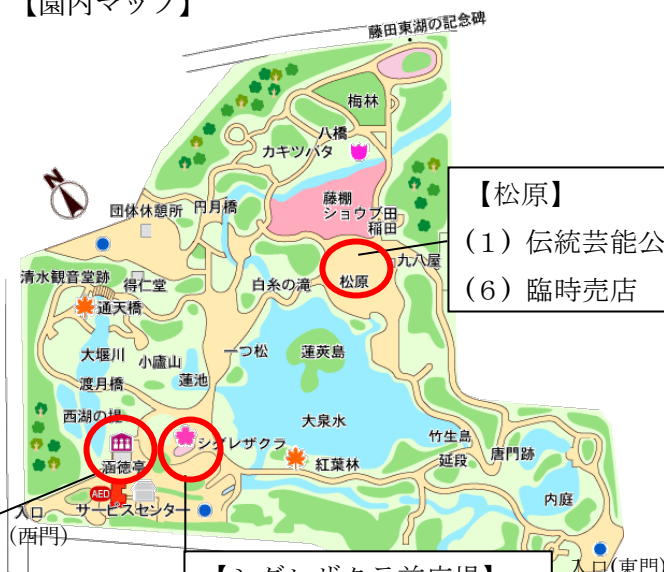 【園内マップ】
藤田東湖の記念碑
梅林
八橋
カキツバタ
N
団体休憩所
円月橋
藤棚
ショウブ田
稲田
【松原】
(1) 伝統芸能公
(6) 臨時売店
九八屋
清水観音堂跡
得仁堂
白糸の滝
松原
通天橋
大堰川
小廬山
一つ松
蓬莱島
渡月橋
蓮池
西湖の堤
シダレザクラ
大泉水
竹生島
唐門跡
涵徳亭
紅葉林
延段
内庭
AED
入口
(西門)
サービスセンター
入口(東門)